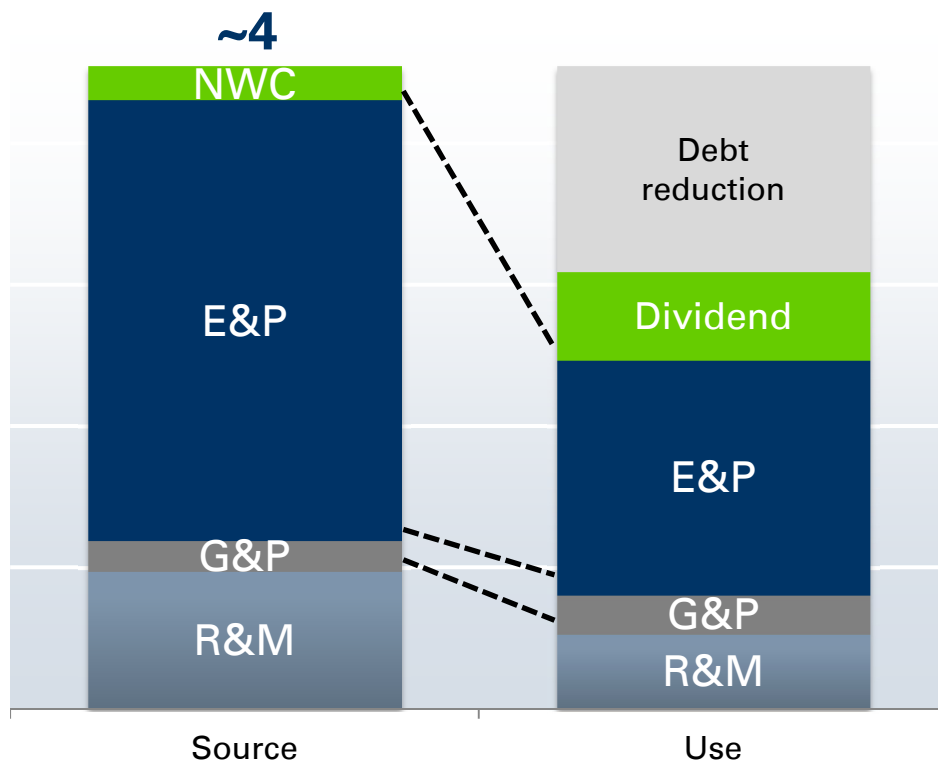 ~4
NWC
E&P
G&P
R&M
Debt
reduction
Dividend
E&P
G&P
R&M
Source
Use